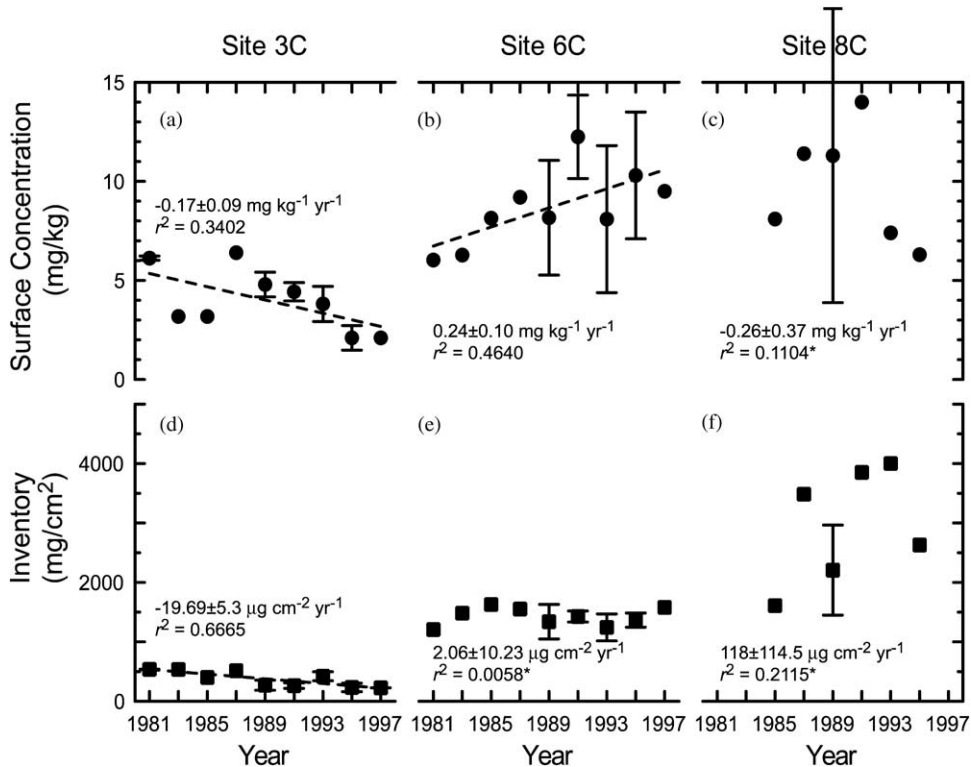 Site 3C
Site 6C
Site 8C
Surface Concentration
(mg/kg)
15
10
5
0
(a)
-0.17±0.09 mg kg⁻¹ yr⁻¹
r² = 0.3402
(b)
0.24±0.10 mg kg⁻¹ yr⁻¹
r² = 0.4640
(c)
-0.26±0.37 mg kg⁻¹ yr⁻¹
r² = 0.1104*
Inventory
(mg/cm²)
4000
2000
0
(d)
-19.69±5.3 µg cm⁻² yr⁻¹
r² = 0.6665
(e)
2.06±10.23 µg cm⁻² yr⁻¹
r² = 0.0058*
(f)
118±114.5 µg cm⁻² yr⁻¹
r² = 0.2115*
1981 1985 1989 1993 1997
1981 1985 1989 1993 1997
1981 1985 1989 1993 1997
Year
Year
Year